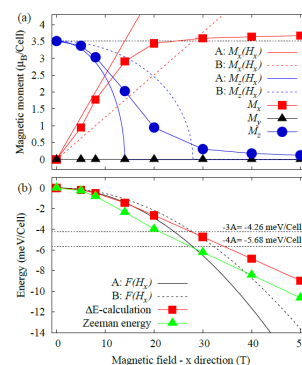 (a)
Magnetic moment (μB/Cell)
4
3.5
3
2.5
2
1.5
1
0.5
0
A: Mx(Hx)
B: Mx(Hx)
A: Mz(Hx)
B: Mz(Hx)
Mx
My
Mz
(b)
Energy (meV/Cell)
0
-2
-4
-6
-8
-10
-12
-14
-3A= -4.26 meV/Cell
-4A= -5.68 meV/Cell
A: F(Hx)
B: F(Hx)
ΔE-calculation
Zeeman energy
0 10 20 30 40 50
Magnetic field - x direction (T)